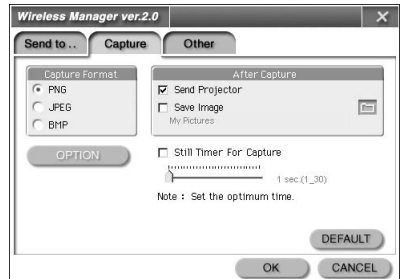 Wireless Manager ver.2.0
Send to .. Capture Other
Capture Format
PNG
JPEG
BMP
OPTION
After Capture
Send Projector
Save Image
My Pictures
Still Timer For Capture
1 sec.(1_30)
Note : Set the optimum time.
DEFAULT
OK CANCEL